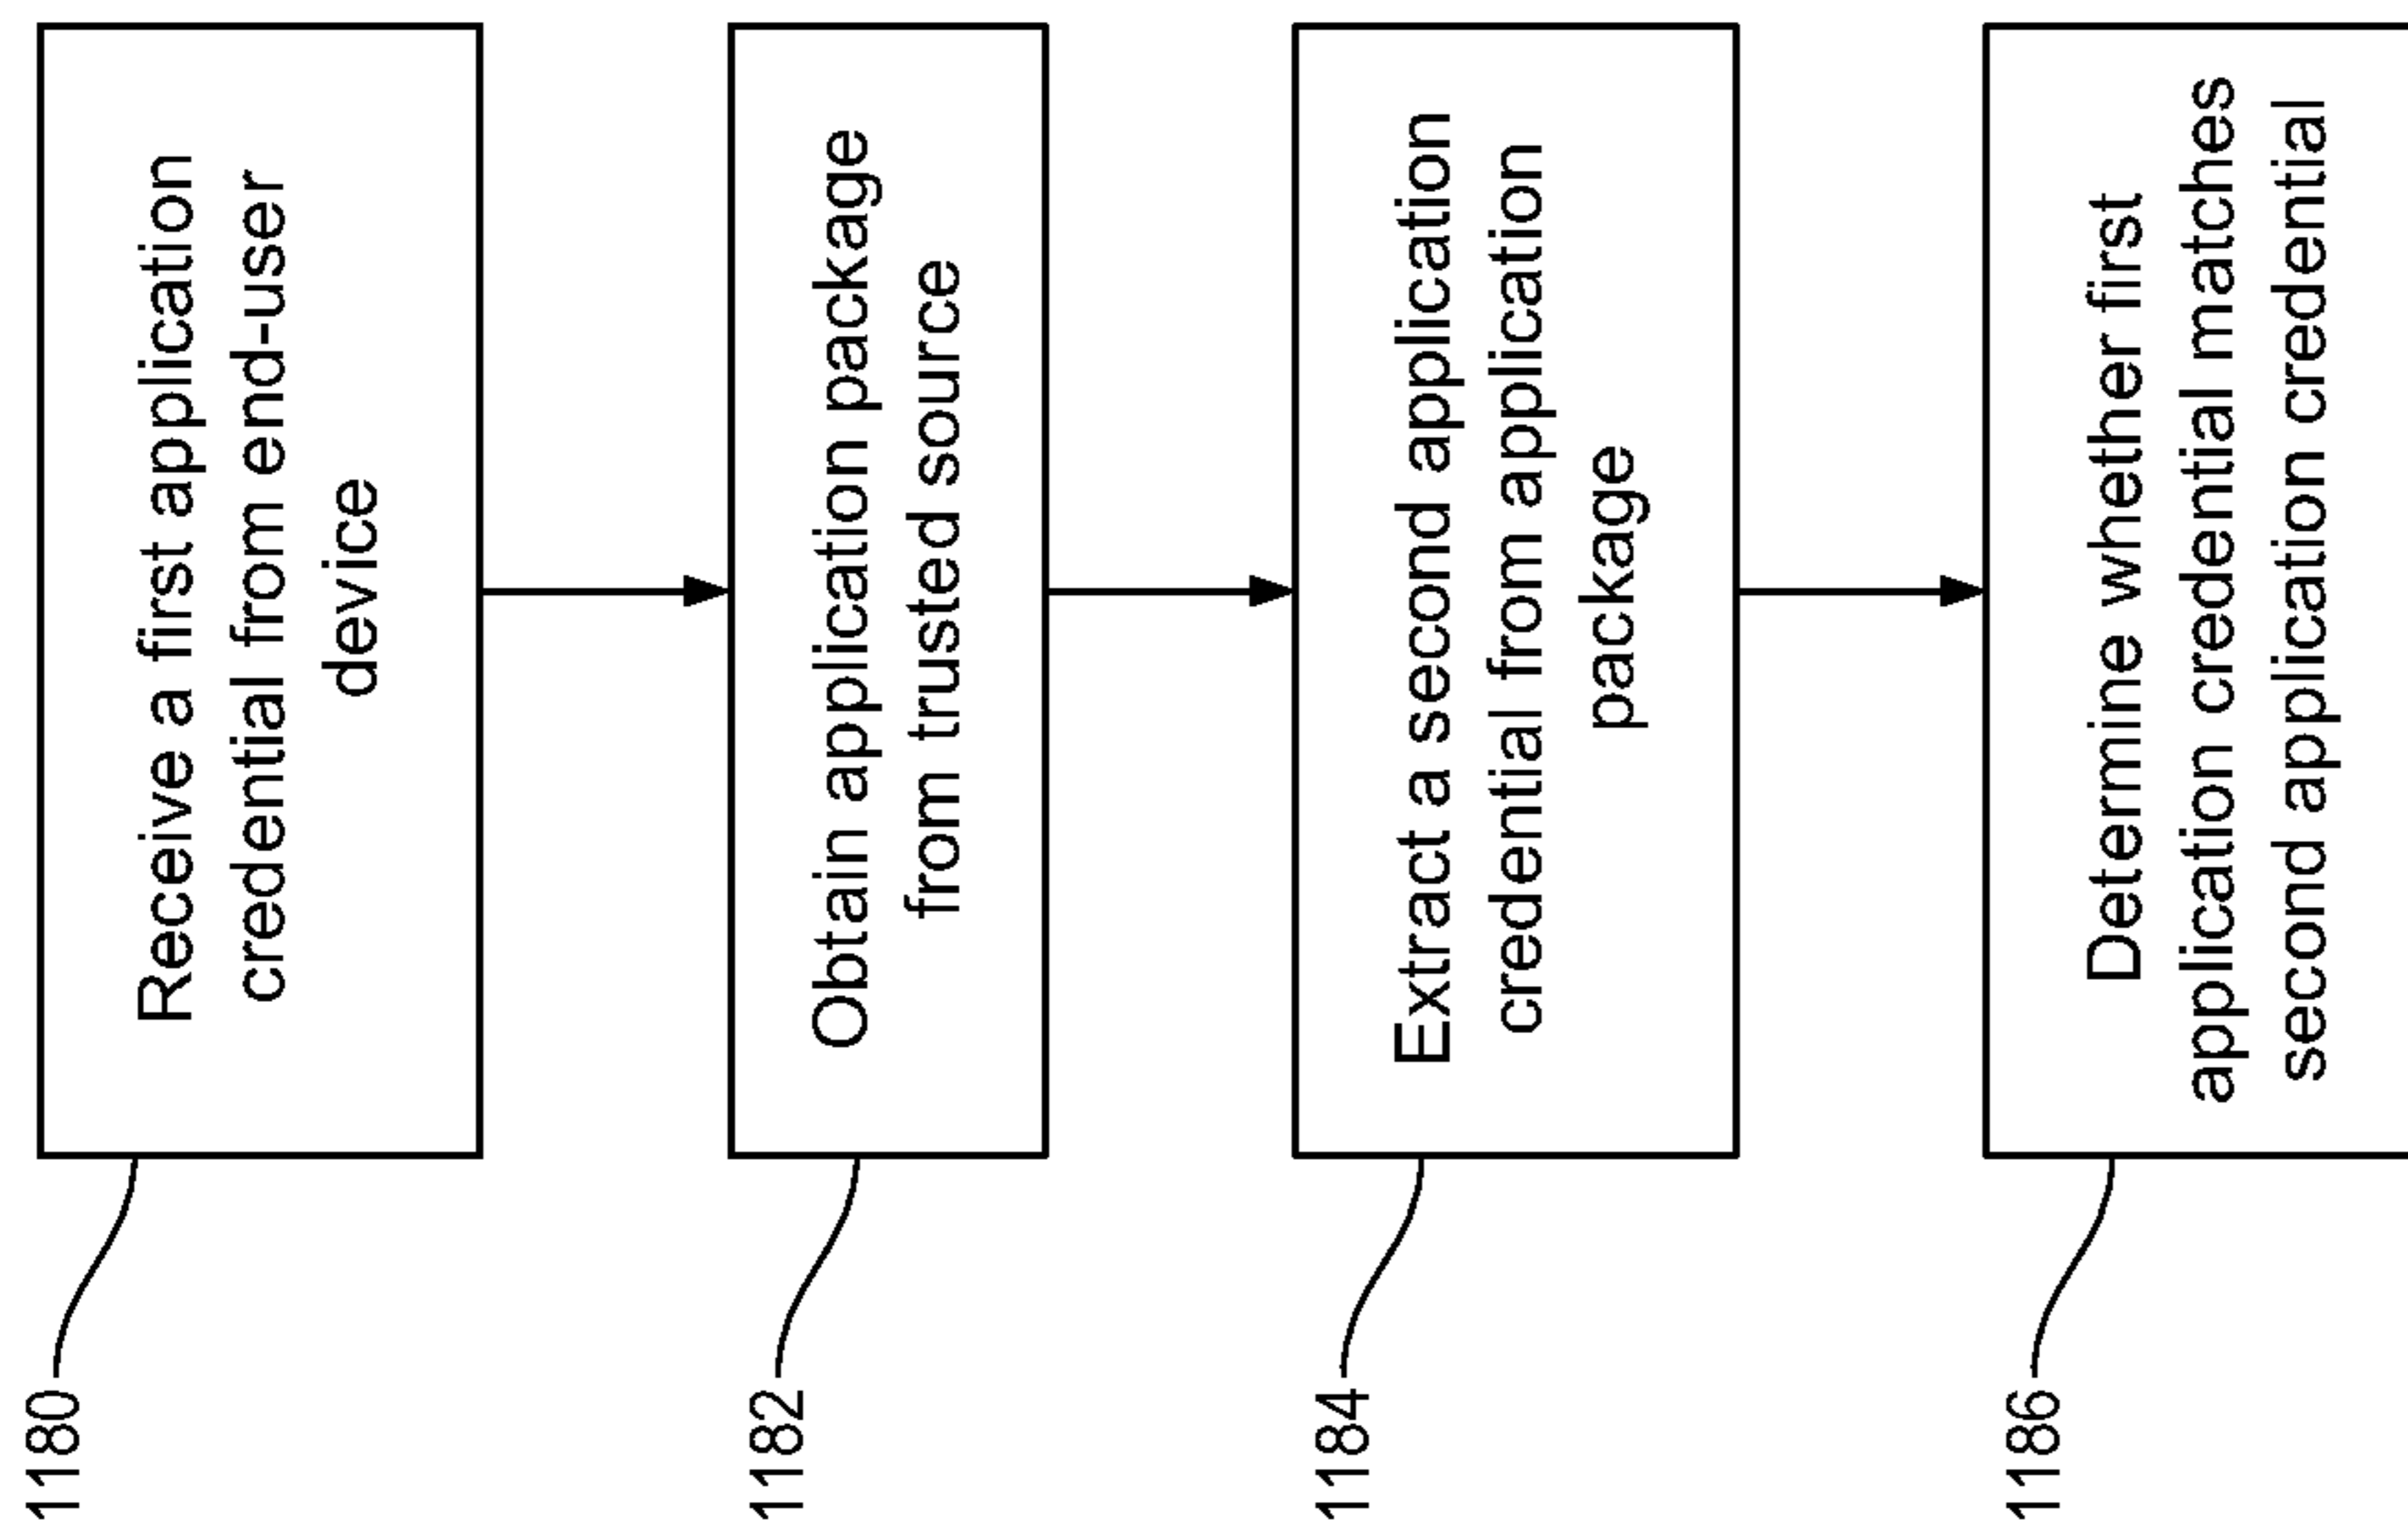 1180
Receive a first application
credential from end-user
device
1182
Obtain application package
from trusted source
1184
Extract a second application
credential from application
package
1186
Determine whether first
application credential matches
second application credential